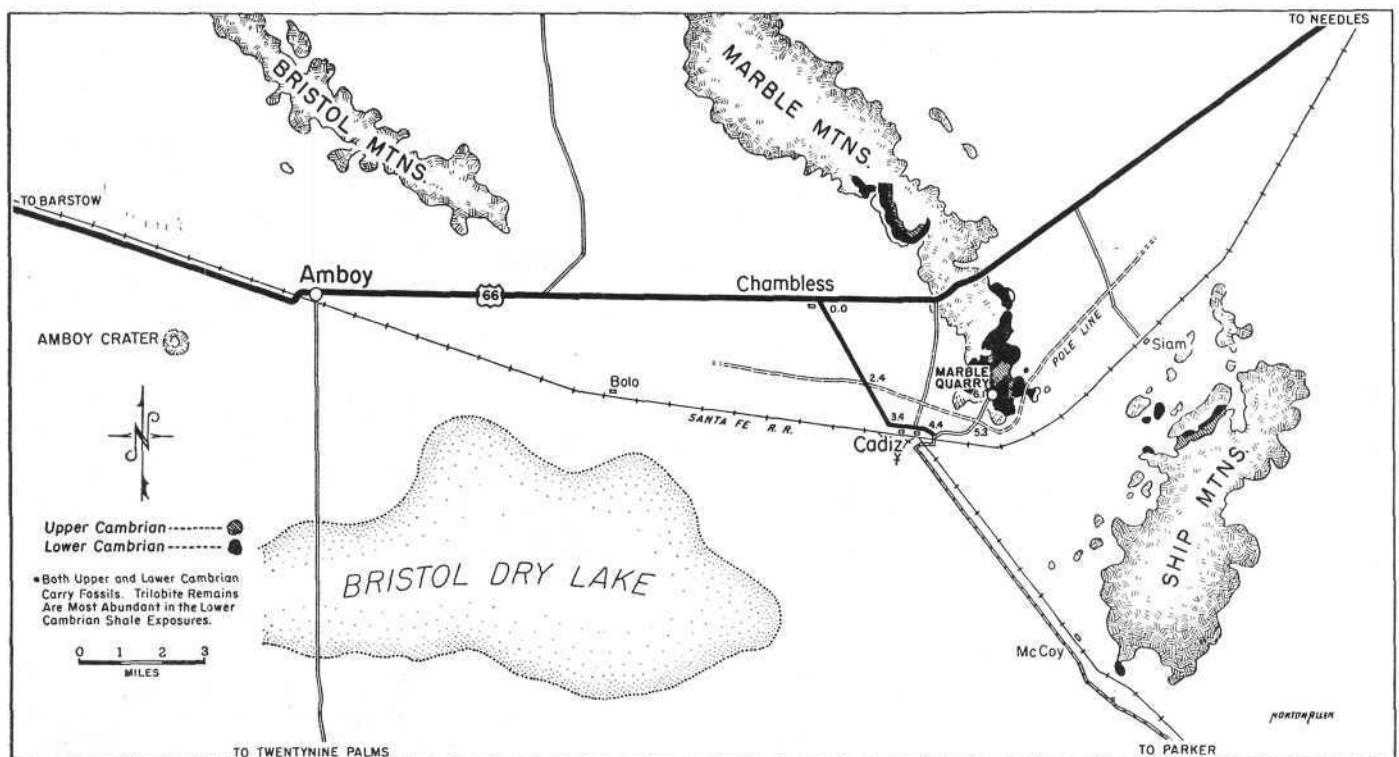 TO NEEDLES
BRISTOL MTNS.
MARBLE MTNS.
TO BARSTOW
Amboy
66
Chambless
0.0
AMBOY CRATER
POLE LINE
Siam
Bolo
2.4
MARBLE
QUARRY
6.1
SANTA FE R.R.
3.4
4.4
5.3
Cadiz
N
SHIP MTNS.
Upper Cambrian
Lower Cambrian
Both Upper and Lower Cambrian
Carry Fossils. Trilobite Remains
Are Most Abundant in the Lower
Cambrian Shale Exposures.
BRISTOL DRY LAKE
0 1 2 3
MILES
McCoy
NORTON ALLEN
TO TWENTYNINE PALMS
TO PARKER